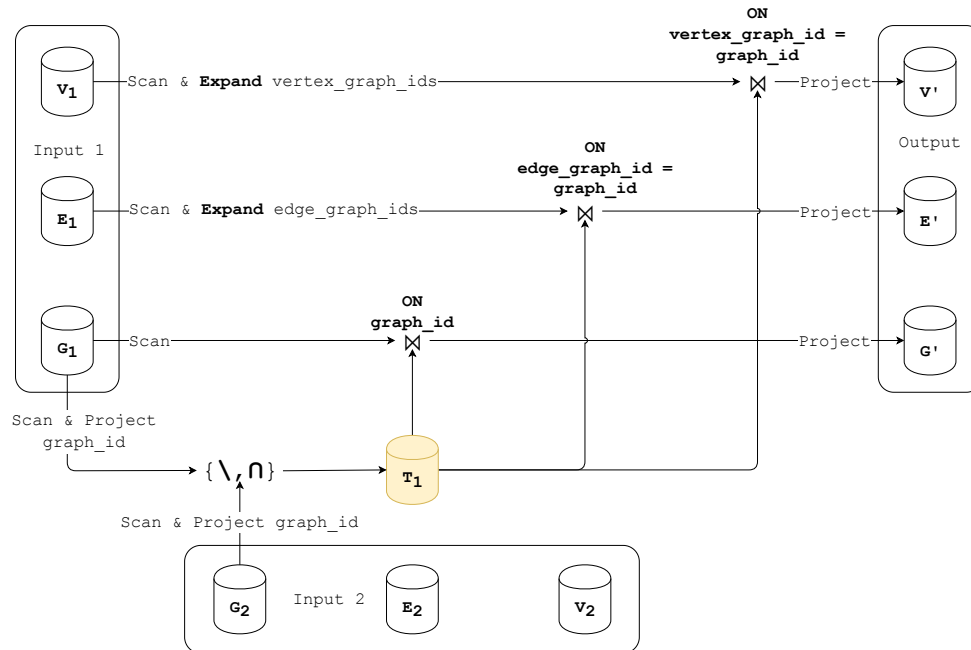 ON
vertex_graph_id =
graph_id
V1
Scan & Expand vertex_graph_ids
⋈
Project
V'
Input 1
Output
ON
edge_graph_id =
graph_id
E1
Scan & Expand edge_graph_ids
⋈
Project
E'
ON
graph_id
G1
Scan
⋈
Project
G'
Scan & Project
graph_id
{\,∩}
T1
Scan & Project graph_id
G2
Input 2
E2
V2